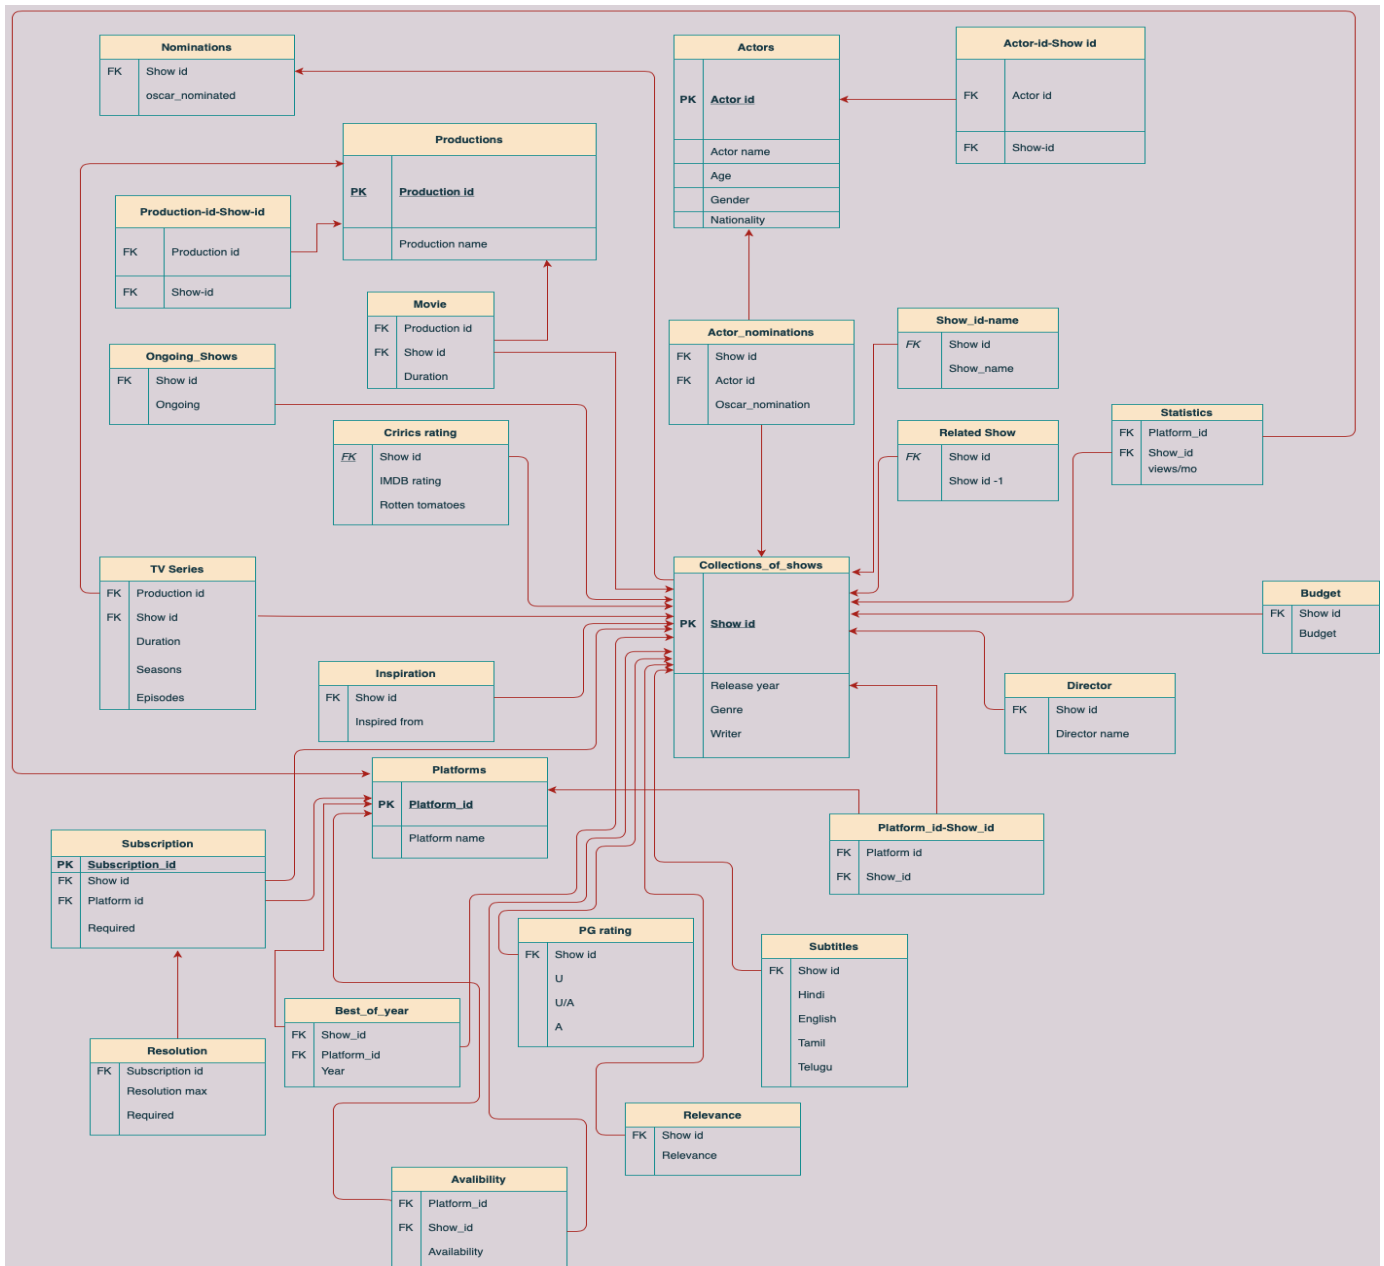 Nominations
FK Show id
oscar_nominated
Actors
PK Actor id
Actor name
Age
Gender
Nationality
Actor-id-Show id
FK Actor id
FK Show-id
Productions
PK Production id
Production name
Production-id-Show-id
FK Production id
FK Show-id
Movie
FK Production id
FK Show id
Duration
Actor_nominations
FK Show id
FK Actor id
Oscar_nomination
Show_id-name
FK Show id
Show_name
Ongoing_Shows
FK Show id
Ongoing
Crirics rating
FK Show id
IMDB rating
Rotten tomatoes
Related Show
FK Show id
Show id -1
Statistics
FK Platform_id
FK Show_id
views/mo
TV Series
FK Production id
FK Show id
Duration
Seasons
Episodes
Collections_of_shows
PK Show id
Release year
Genre
Writer
Budget
FK Show id
Budget
Inspiration
FK Show id
Inspired from
Director
FK Show id
Director name
Platforms
PK Platform_id
Platform name
Subscription
PK Subscription_id
FK Show id
FK Platform id
Required
Platform_id-Show_id
FK Platform id
FK Show_id
PG rating
FK Show id
U
U/A
A
Subtitles
FK Show id
Hindi
English
Tamil
Telugu
Best_of_year
FK Show_id
FK Platform_id
Year
Resolution
FK Subscription id
Resolution max
Required
Relevance
FK Show id
Relevance
Avalibility
FK Platform_id
FK Show_id
Availability